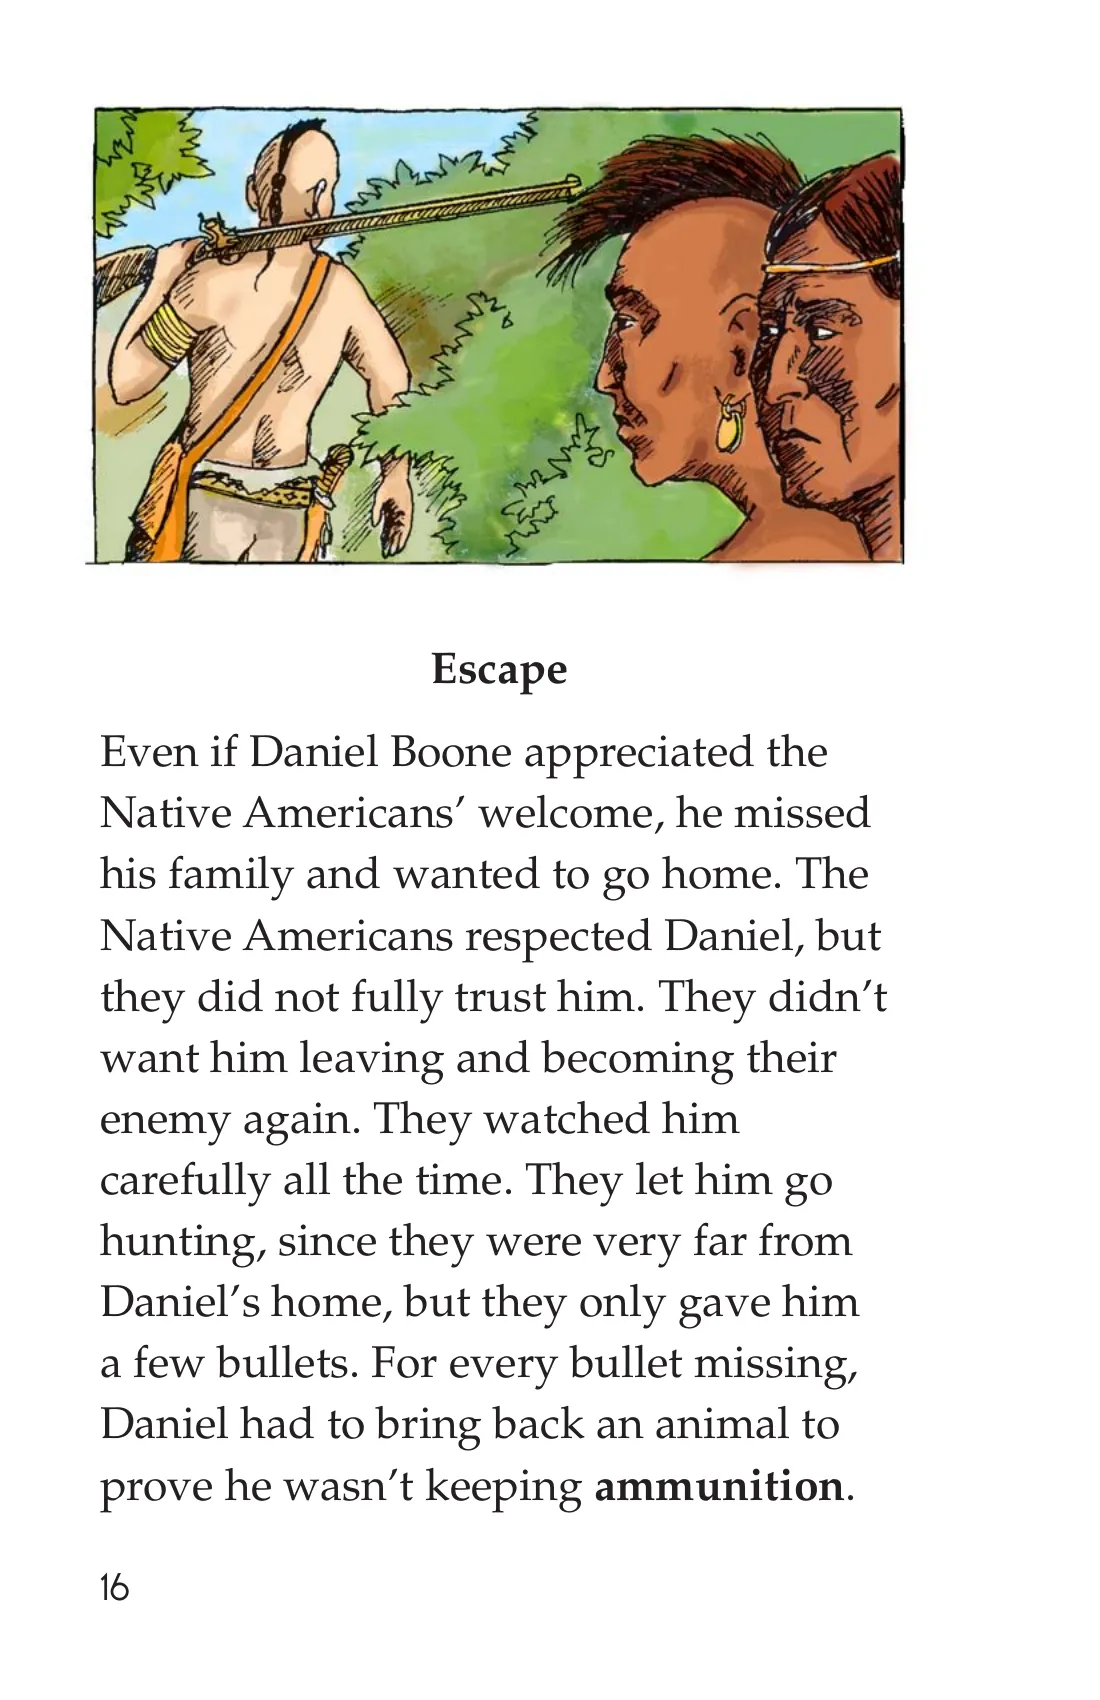 Escape
Even if Daniel Boone appreciated the
Native Americans’ welcome, he missed
his family and wanted to go home. The
Native Americans respected Daniel, but
they did not fully trust him. They didn’t
want him leaving and becoming their
enemy again. They watched him
carefully all the time. They let him go
hunting, since they were very far from
Daniel’s home, but they only gave him
a few bullets. For every bullet missing,
Daniel had to bring back an animal to
prove he wasn’t keeping ammunition.
16